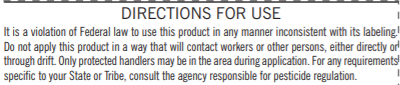 DIRECTIONS FOR USE
It is a violation of Federal law to use this product in any manner inconsistent with its labeling.
Do not apply this product in a way that will contact workers or other persons, either directly or
through drift. Only protected handlers may be in the area during application. For any requirements
specific to your State or Tribe, consult the agency responsible for pesticide regulation.